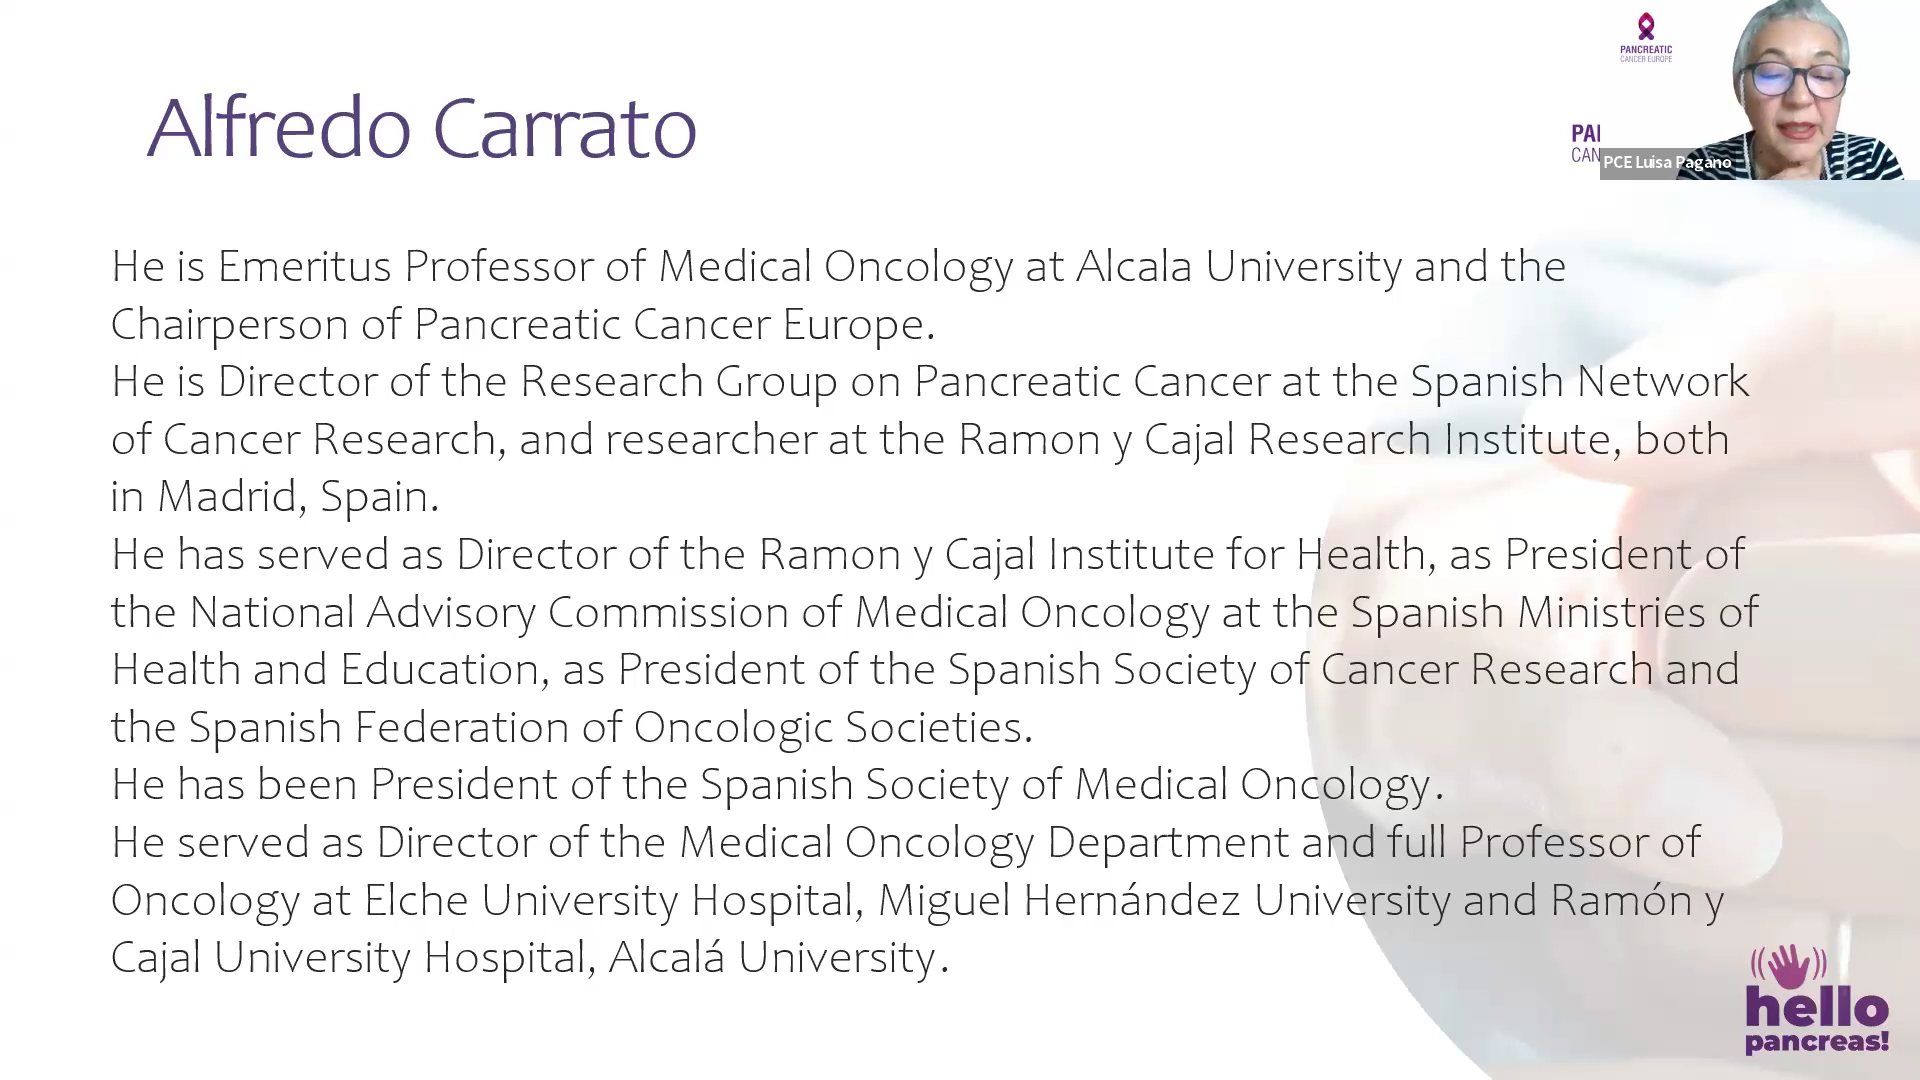 Alfredo Carrato
PANCREATIC
CANCER EUROPE
PAI
CAN
PCE Luisa Pagano
He is Emeritus Professor of Medical Oncology at Alcala University and the
Chairperson of Pancreatic Cancer Europe.
He is Director of the Research Group on Pancreatic Cancer at the Spanish Network
of Cancer Research, and researcher at the Ramon y Cajal Research Institute, both
in Madrid, Spain.
He has served as Director of the Ramon y Cajal Institute for Health, as President of
the National Advisory Commission of Medical Oncology at the Spanish Ministries of
Health and Education, as President of the Spanish Society of Cancer Research and
the Spanish Federation of Oncologic Societies.
He has been President of the Spanish Society of Medical Oncology.
He served as Director of the Medical Oncology Department and full Professor of
Oncology at Elche University Hospital, Miguel Hernández University and Ramón y
Cajal University Hospital, Alcalá University.
hello
pancreas!